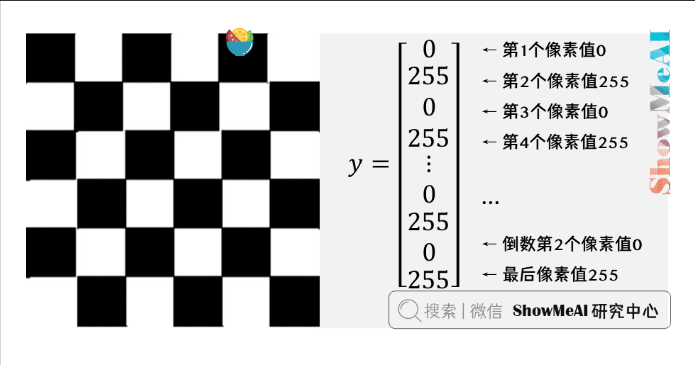 0
← 第1个像素值0
255
← 第2个像素值255
0
← 第3个像素值0
255
← 第4个像素值255
y =
⋮
0
...
255
0
← 倒数第2个像素值0
255
← 最后像素值255
搜索 | 微信 ShowMeAI 研究中心
ShowMeAI